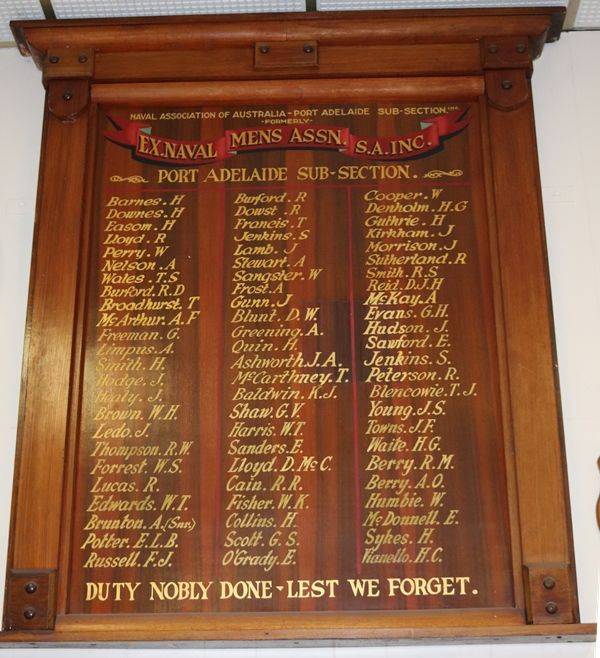 NAVAL ASSOCIATION OF AUSTRALIA - PORT ADELAIDE SUB-SECTION. INC.
-FORMERLY-
EX. NAVAL MENS ASSN. S.A. INC.
PORT ADELAIDE SUB-SECTION.
Barnes. H
Downes. H
Easom. H
Lloyd. R
Perry. W
Nelson. A
Wales. T.S
Burford. R.D
Broadhurst. T
McArthur. A.F
Freeman. G.
Limpus. A.
Smith. H.
Hodge. J.
Healy. J.
Brown. W.H.
Ledo. J.
Thompson. R.W.
Forrest. W.S.
Lucas. R.
Edwards. W.T.
Brunton. A. (Snr.)
Potter. E.L.B.
Russell. F.J.
Burford. R
Dowst. R
Francis. T
Jenkins. S
Lamb. J
Stewart. A
Sangster. W
Frost. A
Gunn. J
Blunt. D.W.
Greening. A.
Quin. H.
Ashworth. J.A.
McCarthney. T.
Baldwin. K.J.
Shaw. G.V.
Harris. W.T.
Sanders. E.
Lloyd. D. McC.
Cain. R.R.
Fisher. W.K.
Collins. H.
Scott. G.S.
O'Grady. E.
Cooper. W
Denholm. H.G
Guthrie. H
Kirkham. J
Morrison. J
Sutherland. R
Smith. R.S
Reid. D.J.H
McKay. A
Evans. G.H.
Hudson. J.
Sawford. E.
Jenkins. S.
Peterson. R.
Blencowie. T.J.
Young. J.S.
Towns. J.F.
Waite. H.G.
Berry. R.M.
Berry. A.O.
Humbie. W.
McDonnell. E.
Sykes. H.
H.C.
DUTY NOBLY DONE - LEST WE FORGET.